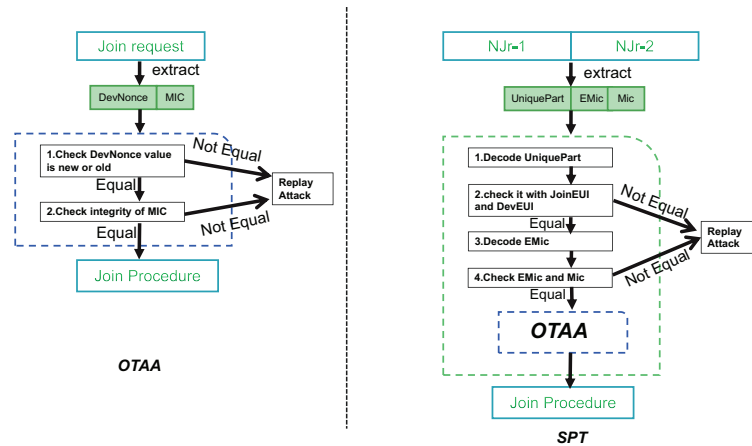 Join request
extract
DevNonce MIC
1.Check DevNonce value
is new or old
Not Equal
Equal
Replay
Attack
2.Check integrity of MIC
Not Equal
Equal
Join Procedure
OTAA
NJr-1 NJr-2
extract
UniquePart EMic Mic
1.Decode UniquePart
2.check it with JoinEUI
and DevEUI
Not Equal
Equal
3.Decode EMic
Replay
Attack
4.Check EMic and Mic
Not Equal
Equal
OTAA
Join Procedure
SPT